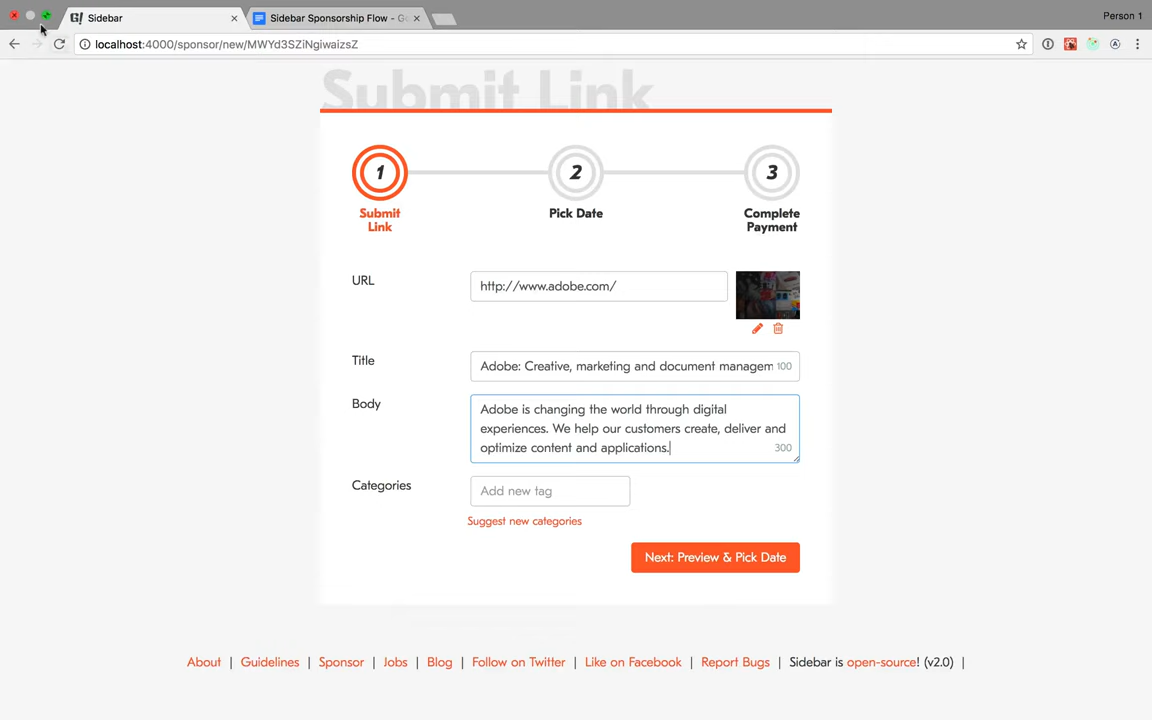 Sidebar
Sidebar Sponsorship Flow - Go
Person 1
localhost:4000/sponsor/new/MWYd3SZiNgiwaizsZ
Submit Link
1
2
3
Submit
Link
Pick Date
Complete
Payment
URL
http://www.adobe.com/
Title
Adobe: Creative, marketing and document managem 100
Body
Adobe is changing the world through digital
experiences. We help our customers create, deliver and
optimize content and applications.
300
Categories
Add new tag
Suggest new categories
Next: Preview & Pick Date
About | Guidelines | Sponsor | Jobs | Blog | Follow on Twitter | Like on Facebook | Report Bugs | Sidebar is open-source! (v2.0) |